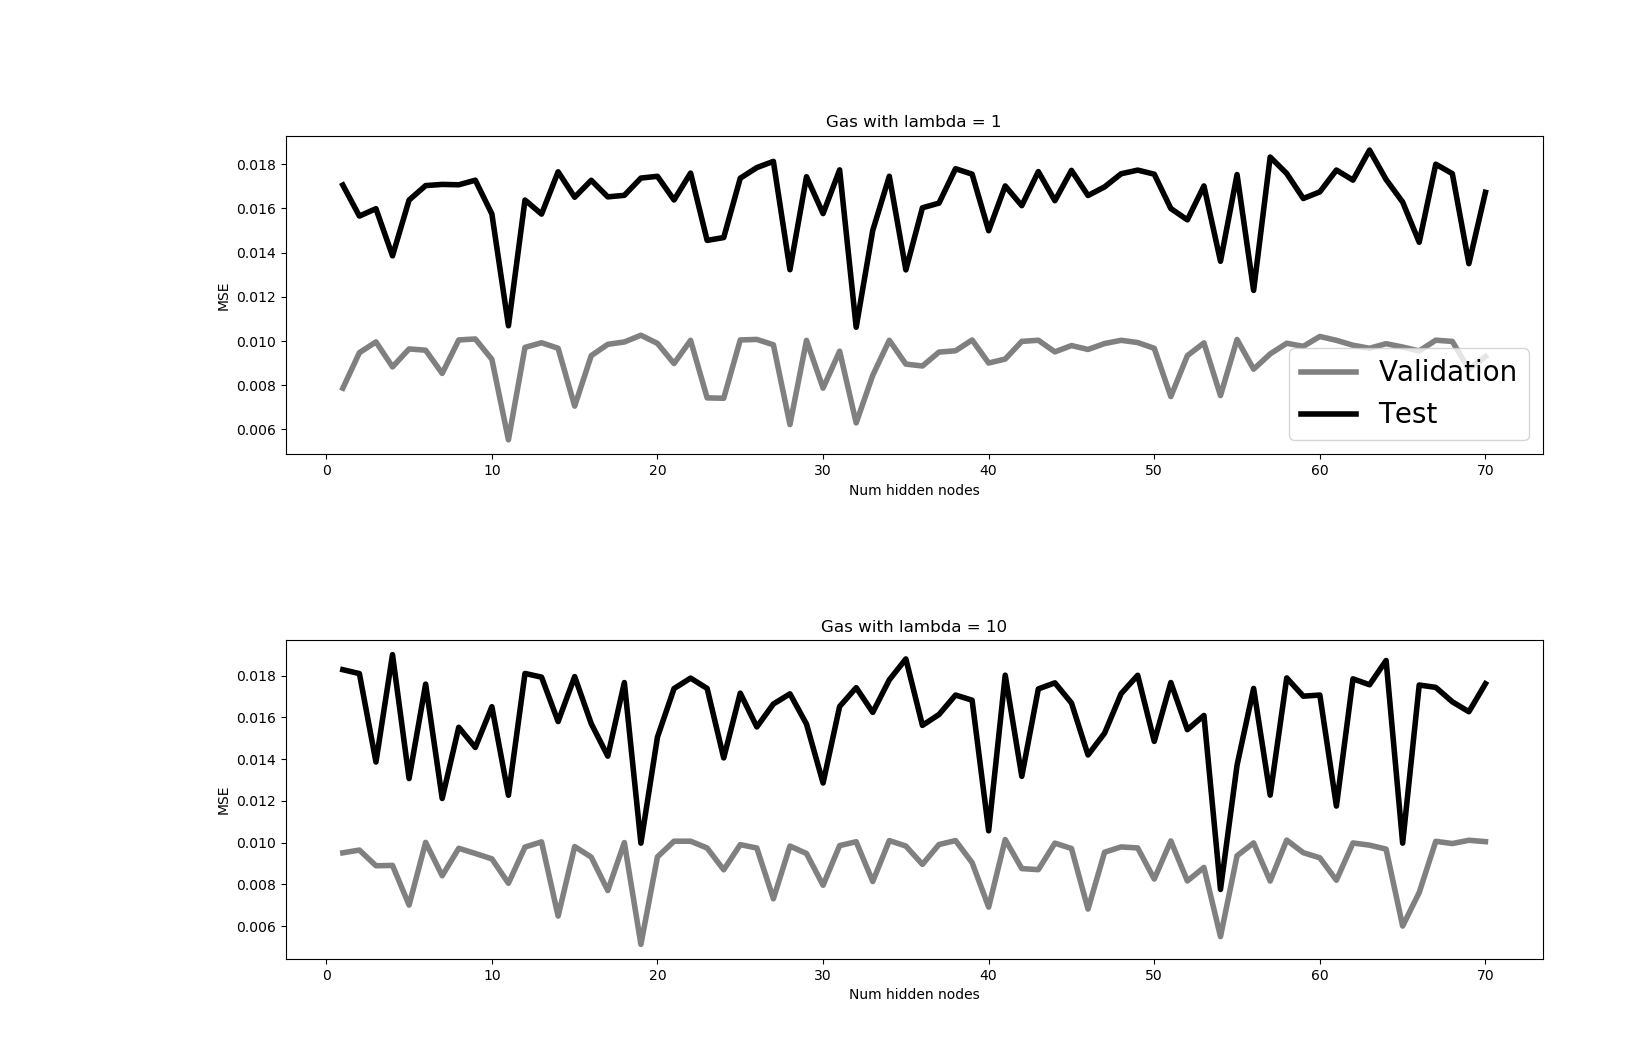 Gas with lambda = 1
0.018
0.016
0.014
0.012
0.010
0.008
0.006
MSE
Validation
Test
0 10 20 30 40 50 60 70
Num hidden nodes
Gas with lambda = 10
0.018
0.016
0.014
0.012
0.010
0.008
0.006
MSE
0 10 20 30 40 50 60 70
Num hidden nodes